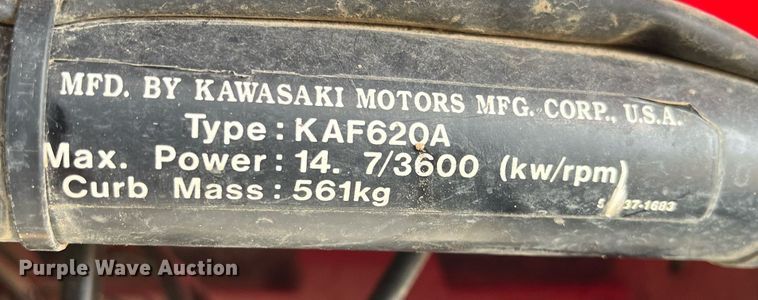 MFD. BY KAWASAKI MOTORS MFG. CORP., U.S.A.
Type : KAF620A
Max. Power : 14. 7/3600 (kw/rpm)
Curb Mass : 561kg
Purple Wave Auction